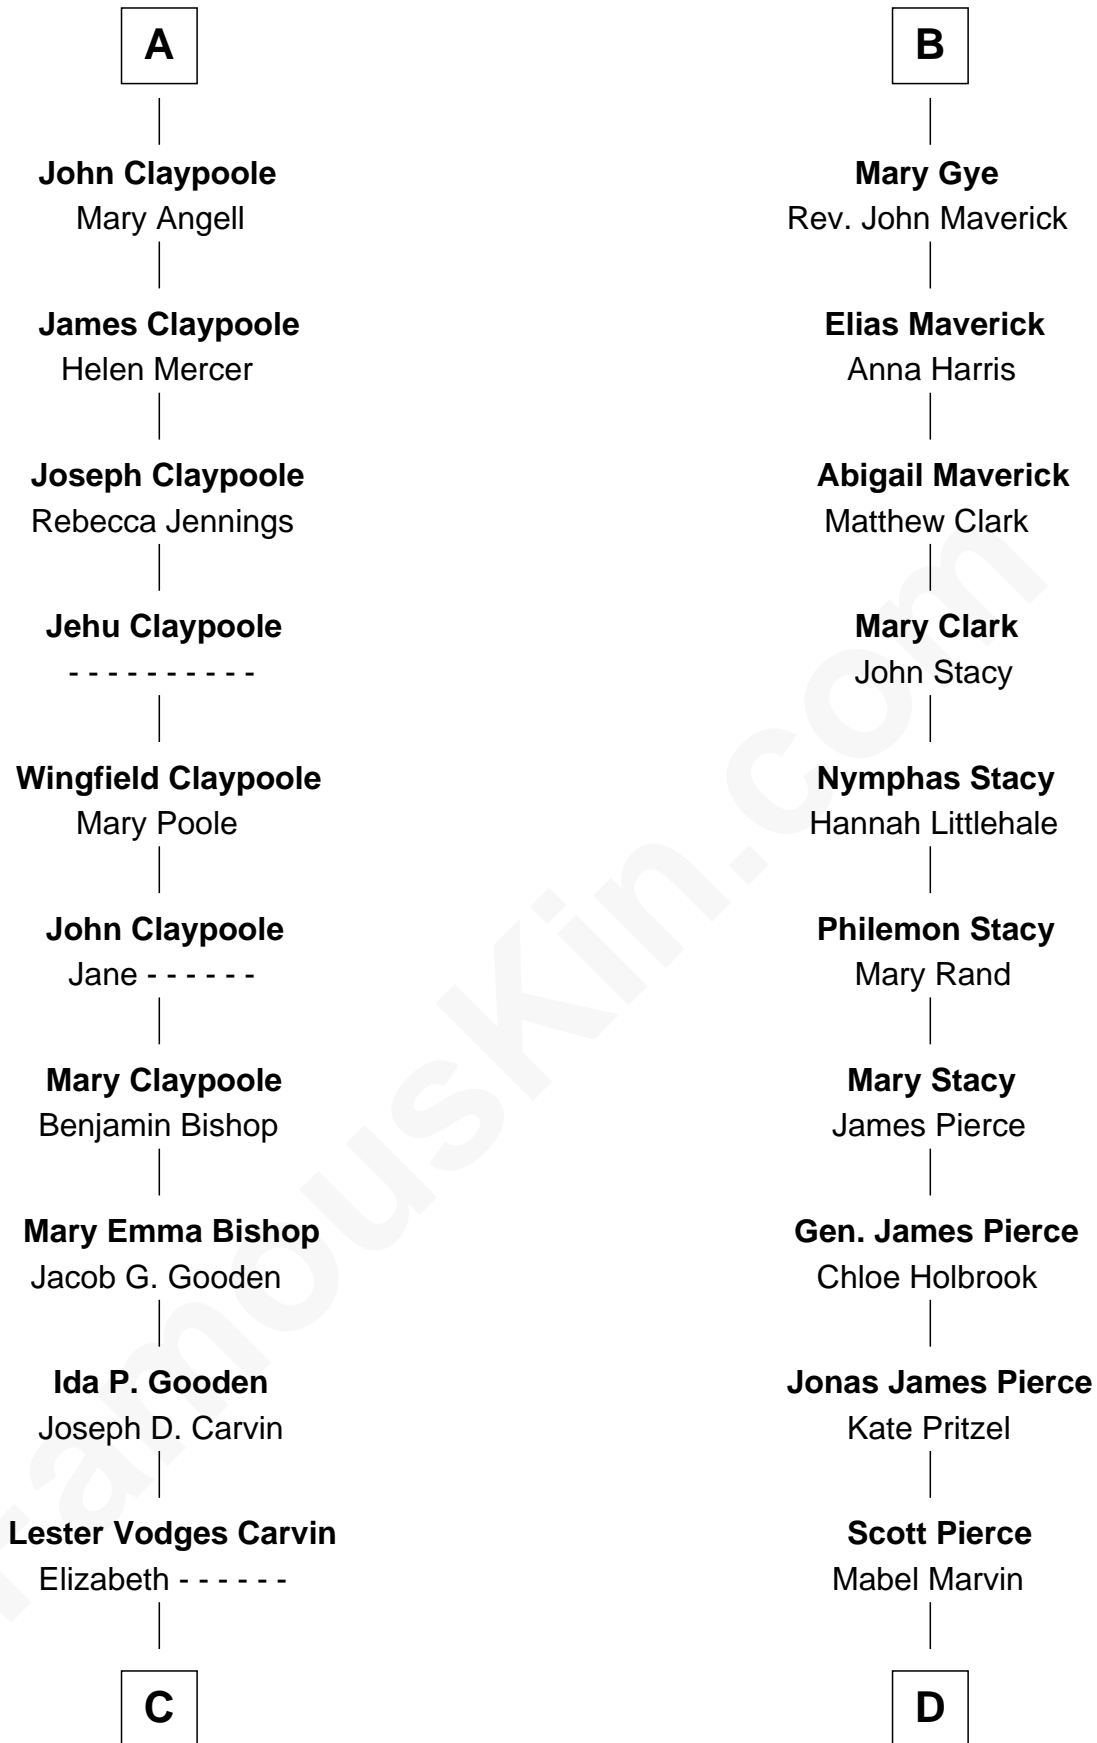 A
John Claypoole
Mary Angell
James Claypoole
Helen Mercer
Joseph Claypoole
Rebecca Jennings
Jehu Claypoole
- - - - - - - - - -
Wingfield Claypoole
Mary Poole
John Claypoole
Jane - - - - - -
Mary Claypoole
Benjamin Bishop
Mary Emma Bishop
Jacob G. Gooden
Ida P. Gooden
Joseph D. Carvin
Lester Vodges Carvin
Elizabeth - - - - - -
C
B
Mary Gye
Rev. John Maverick
Elias Maverick
Anna Harris
Abigail Maverick
Matthew Clark
Mary Clark
John Stacy
Nymphas Stacy
Hannah Littlehale
Philemon Stacy
Mary Rand
Mary Stacy
James Pierce
Gen. James Pierce
Chloe Holbrook
Jonas James Pierce
Kate Pritzel
Scott Pierce
Mabel Marvin
D
FamousKin.com